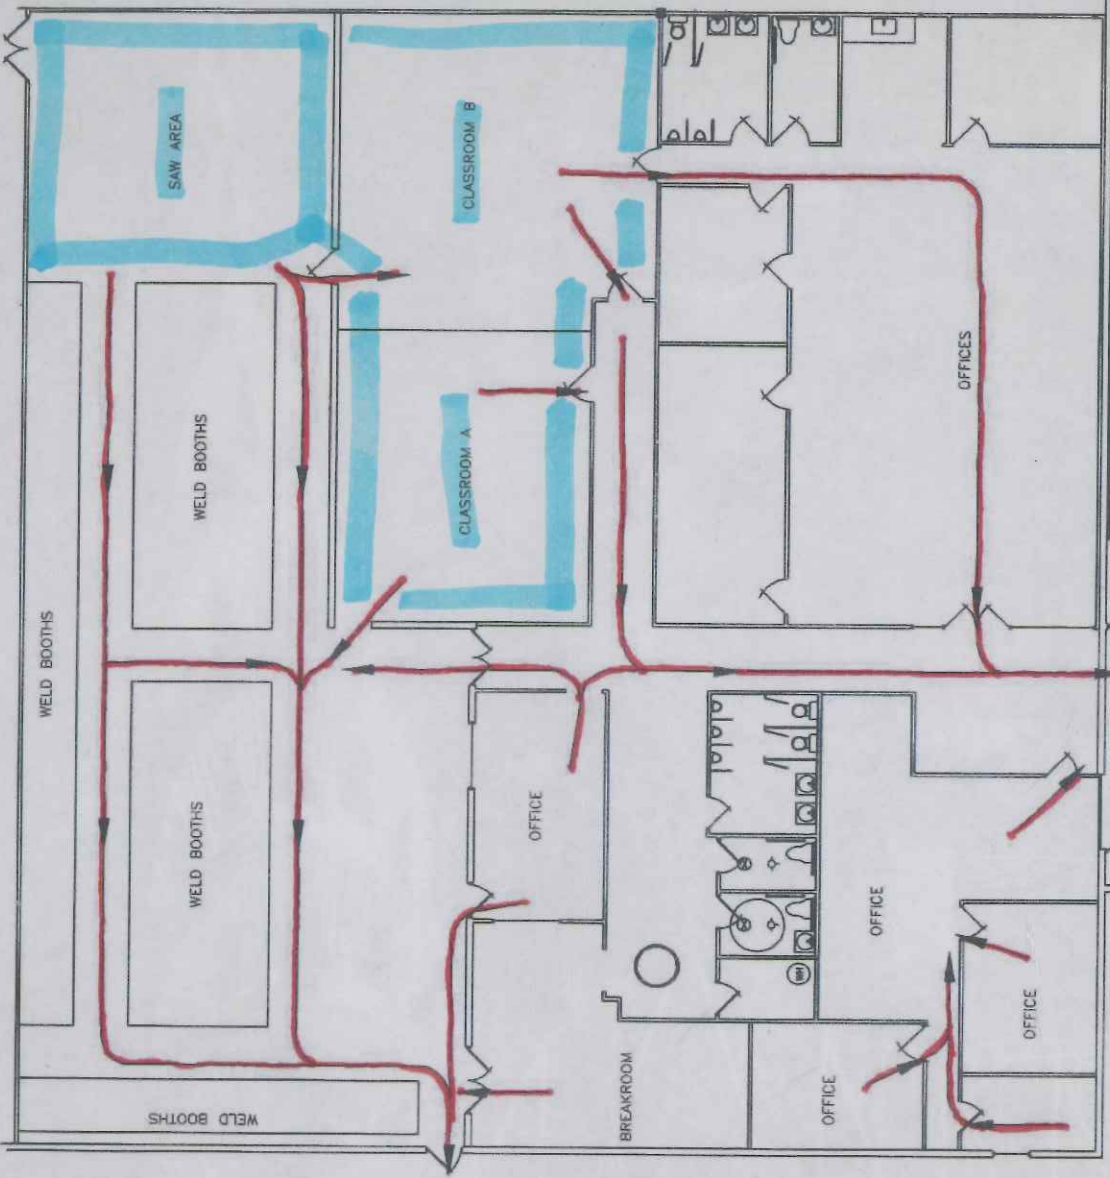 SAW AREA
CLASSROOM B
CLASSROOM A
WELD BOOTHS
WELD BOOTHS
WELD BOOTHS
WELD BOOTHS
OFFICES
OFFICE
OFFICE
OFFICE
OFFICE
BREAKROOM